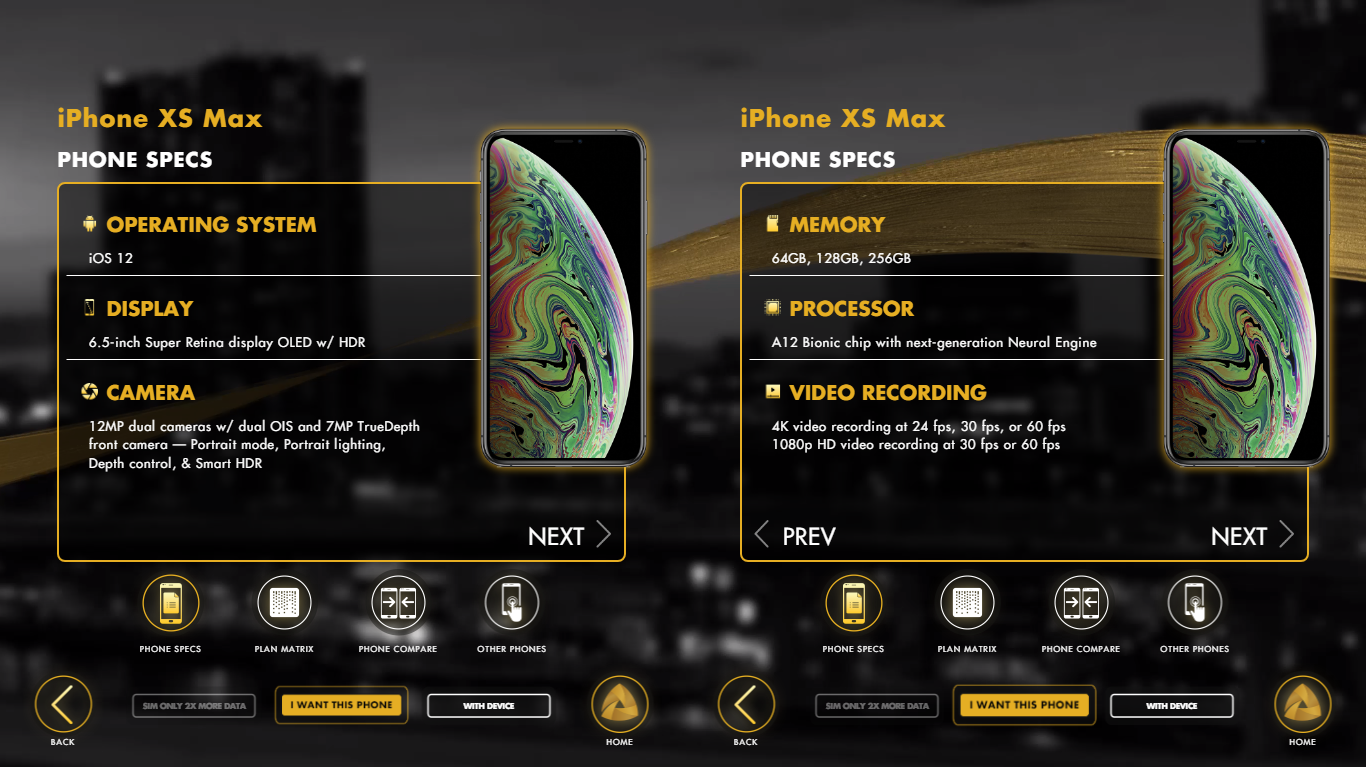 iPhone XS Max
PHONE SPECS
OPERATING SYSTEM
iOS 12
DISPLAY
6.5-inch Super Retina display OLED w/ HDR
CAMERA
12MP dual cameras w/ dual OIS and 7MP TrueDepth
front camera — Portrait mode, Portrait lighting,
Depth control, & Smart HDR
NEXT
PHONE SPECS
PLAN MATRIX
PHONE COMPARE
OTHER PHONES
SIM ONLY 2X MORE DATA
I WANT THIS PHONE
WITH DEVICE
BACK
HOME
iPhone XS Max
PHONE SPECS
MEMORY
64GB, 128GB, 256GB
PROCESSOR
A12 Bionic chip with next-generation Neural Engine
VIDEO RECORDING
4K video recording at 24 fps, 30 fps, or 60 fps
1080p HD video recording at 30 fps or 60 fps
PREV
NEXT
PHONE SPECS
PLAN MATRIX
PHONE COMPARE
OTHER PHONES
SIM ONLY 2X MORE DATA
I WANT THIS PHONE
WITH DEVICE
BACK
HOME